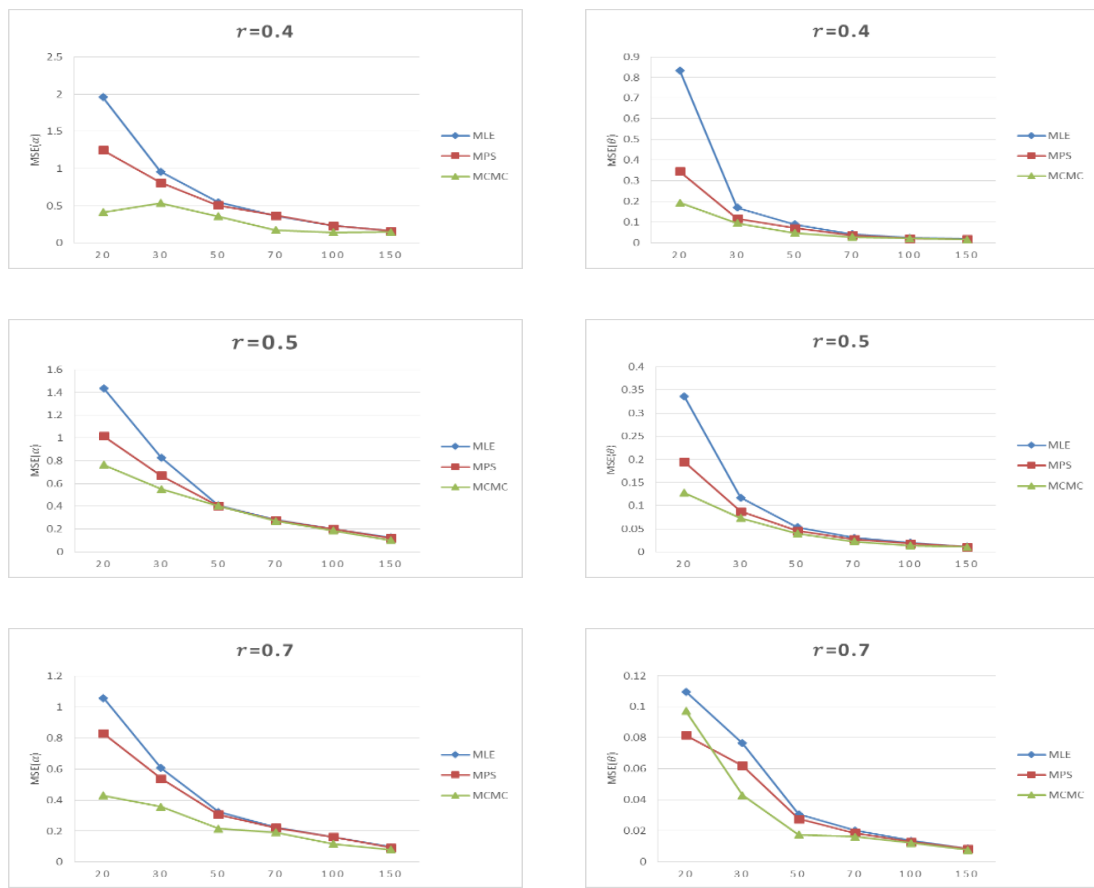 r=0.4
2.5
2
1.5
1
0.5
0
MSE(α)
20 30 50 70 100 150
MLE
MPS
MCMC
r=0.4
0.9
0.8
0.7
0.6
0.5
0.4
0.3
0.2
0.1
0
MSE(θ)
20 30 50 70 100 150
MLE
MPS
MCMC
r=0.5
1.6
1.4
1.2
1
0.8
0.6
0.4
0.2
0
MSE(α)
20 30 50 70 100 150
MLE
MPS
MCMC
r=0.5
0.4
0.35
0.3
0.25
0.2
0.15
0.1
0.05
0
MSE(θ)
20 30 50 70 100 150
MLE
MPS
MCMC
r=0.7
1.2
1
0.8
0.6
0.4
0.2
0
MSE(α)
20 30 50 70 100 150
MLE
MPS
MCMC
r=0.7
0.12
0.1
0.08
0.06
0.04
0.02
0
MSE(θ)
20 30 50 70 100 150
MLE
MPS
MCMC